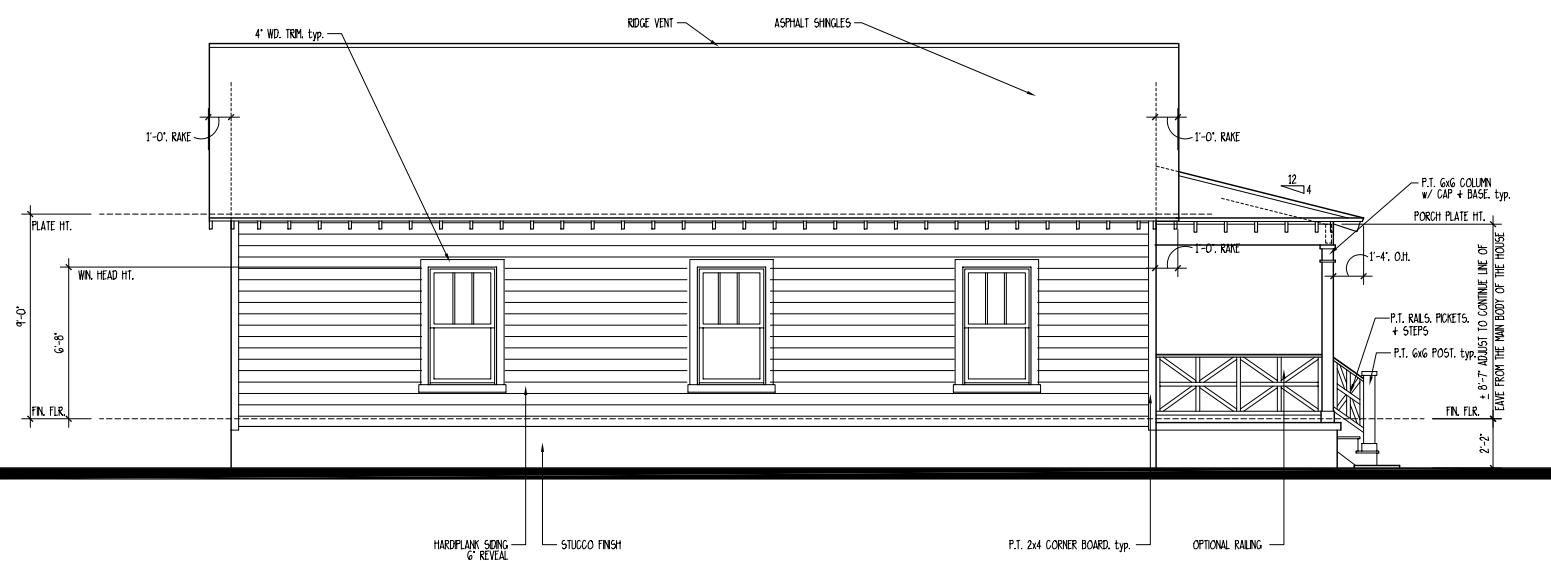 RIDGE VENT
ASPHALT SHINGLES
4" WD. TRIM. typ.
1'-0". RAKE
1'-0". RAKE
12
4
P.T. 6x6 COLUMN
w/ CAP + BASE. typ.
PLATE HT.
PORCH PLATE HT.
1'-0". RAKE
1'-4". O.H.
WIN. HEAD HT.
9'-0"
6'-8"
± 8'-7" ADJUST TO CONTINUE LINE OF
EAVE FROM THE MAIN BODY OF THE HOUSE
P.T. RAILS. PICKETS.
+ STEPS
P.T. 6x6 POST. typ.
FIN. FLR.
FIN. FLR.
2'-2"
HARDIPLANK SIDING
6" REVEAL
STUCCO FINISH
P.T. 2x4 CORNER BOARD. typ.
OPTIONAL RAILING